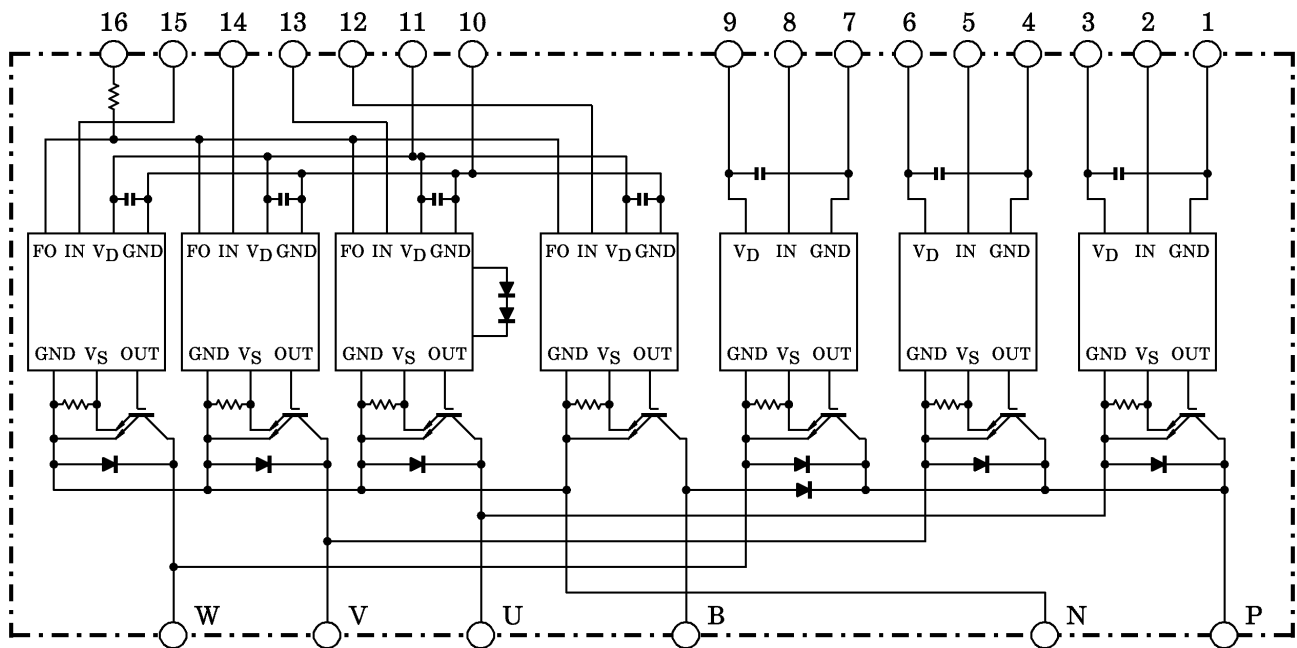 16 15 14 13 12 11 10 9 8 7 6 5 4 3 2 1
FO IN VD GND FO IN VD GND FO IN VD GND FO IN VD GND VD IN GND VD IN GND VD IN GND
GND VS OUT GND VS OUT GND VS OUT GND VS OUT GND VS OUT GND VS OUT GND VS OUT
W V U B N P